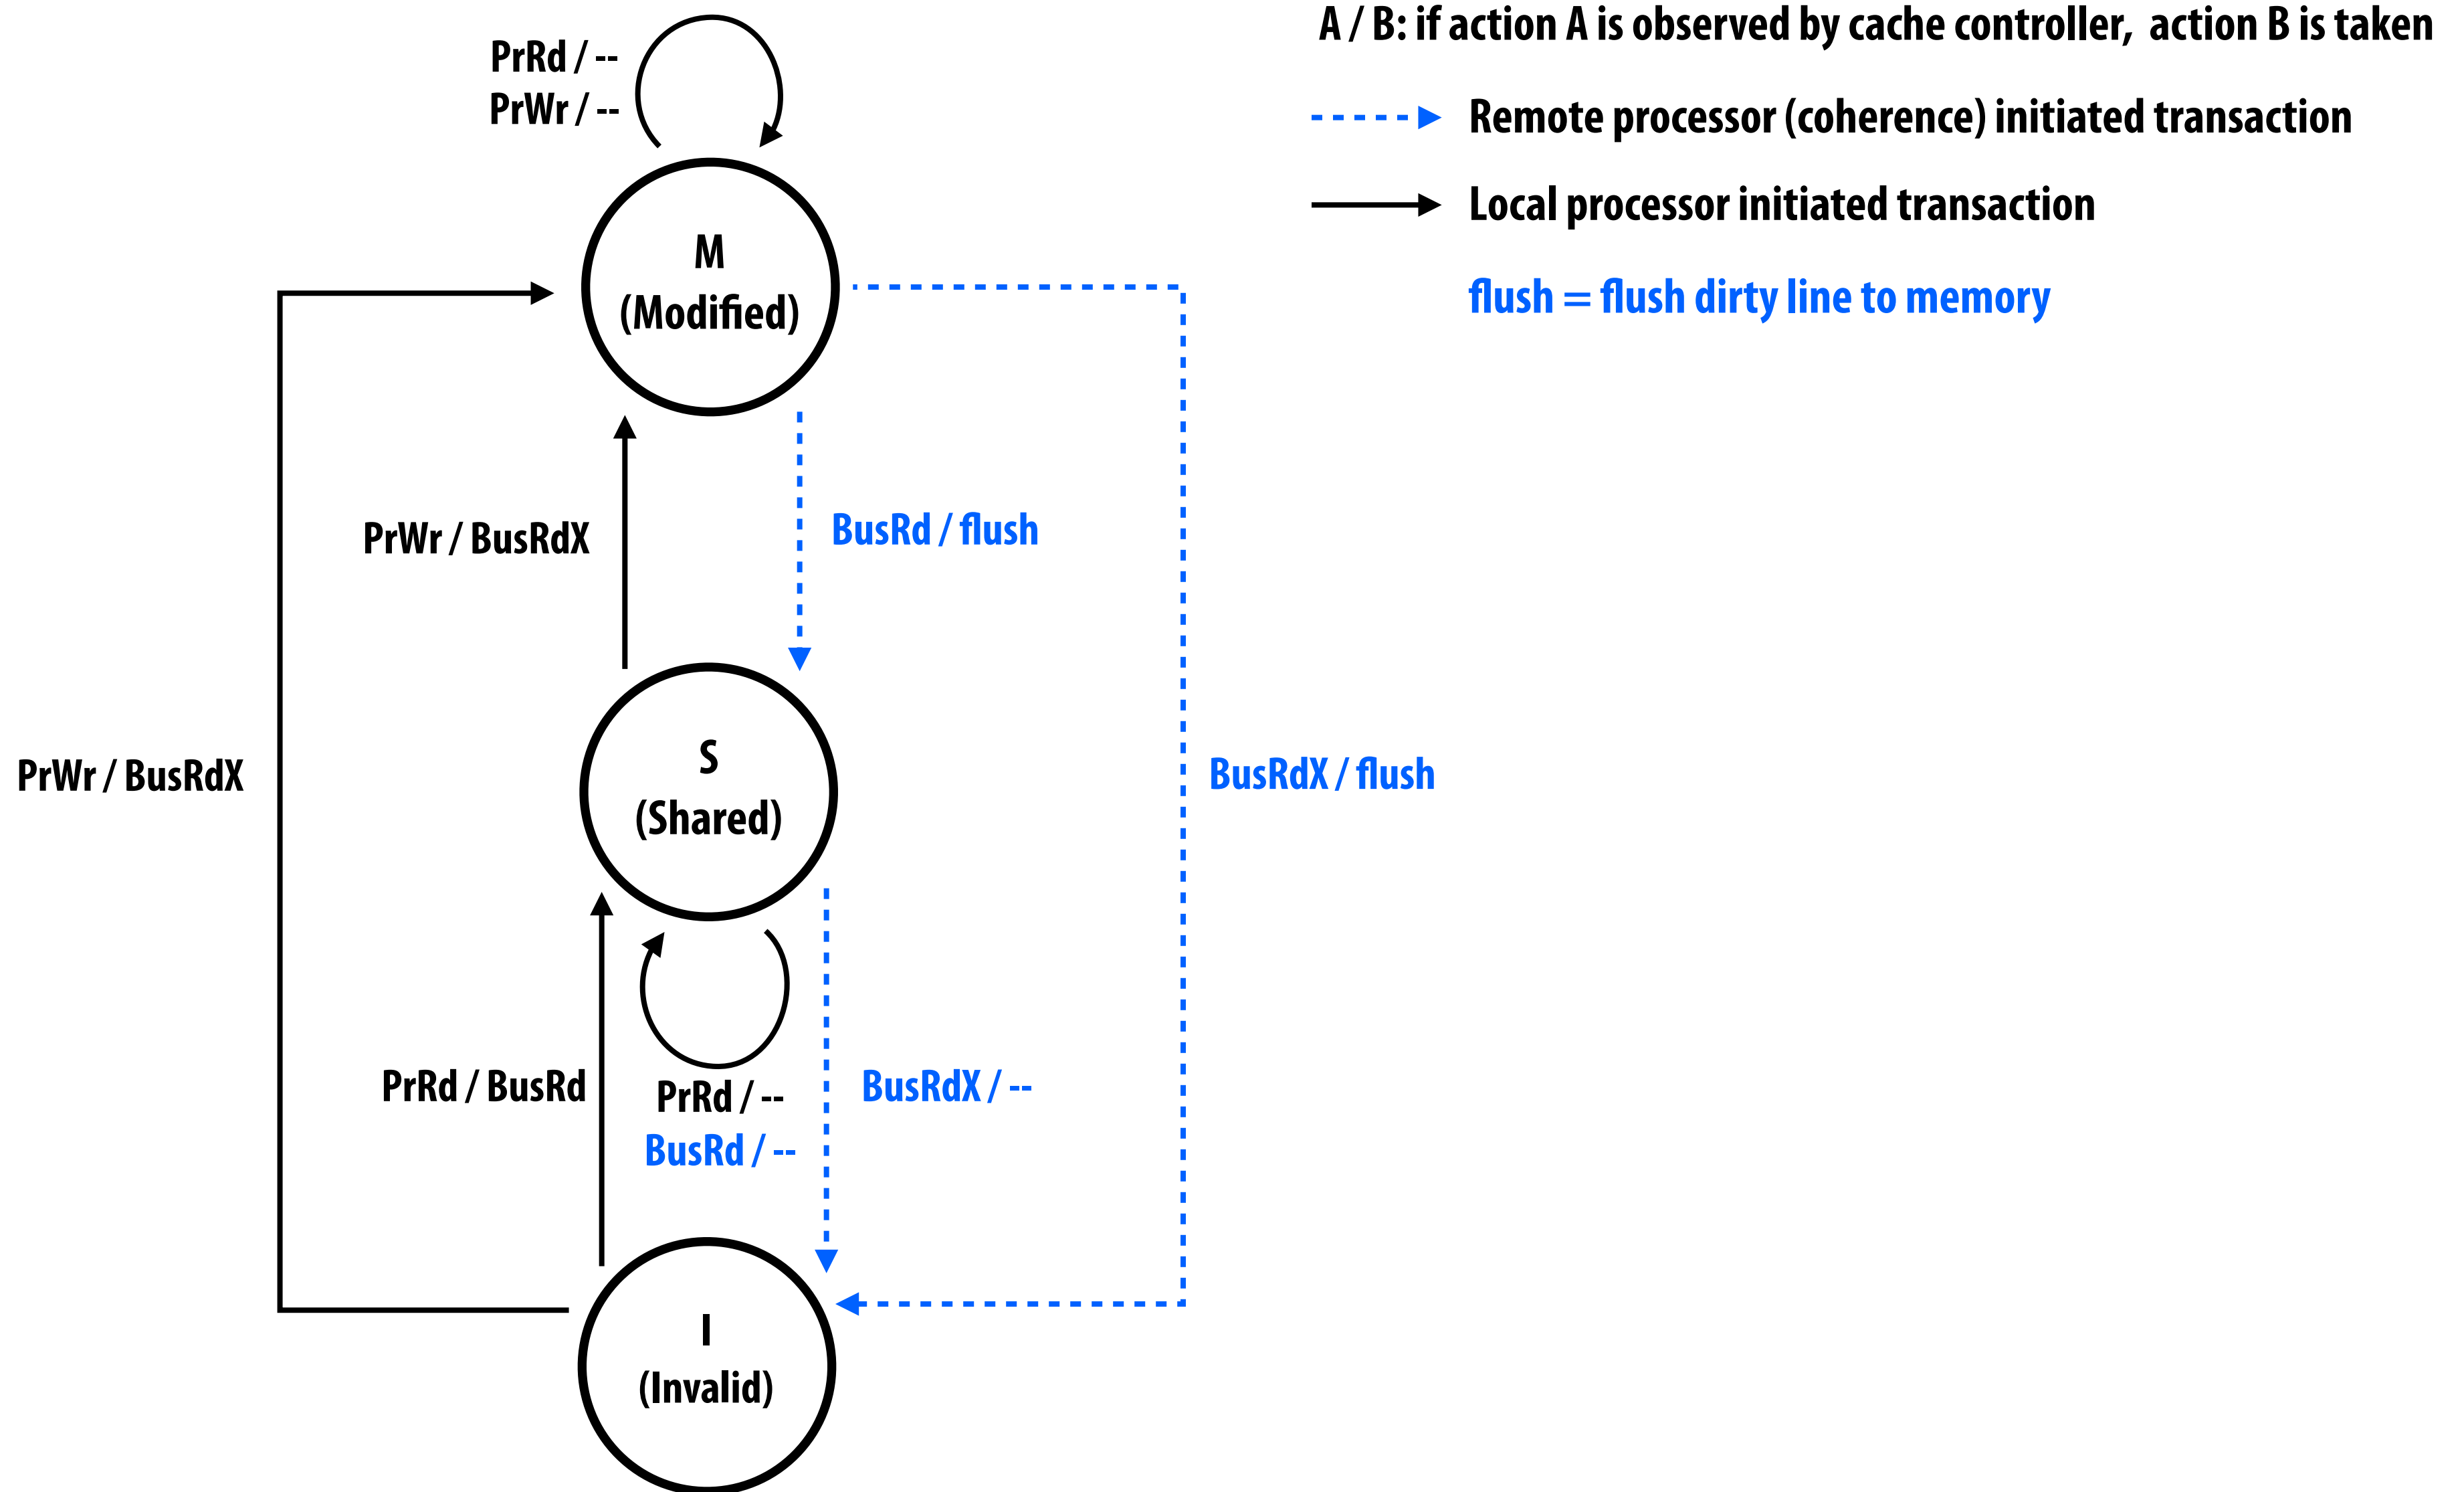 A / B: if action A is observed by cache controller, action B is taken
Remote processor (coherence) initiated transaction
Local processor initiated transaction
flush = flush dirty line to memory
PrRd / --
PrWr / --
M
(Modified)
PrWr / BusRdX
BusRd / flush
S
(Shared)
PrWr / BusRdX
BusRdX / flush
PrRd / BusRd
PrRd / --
BusRd / --
BusRdX / --
I
(Invalid)